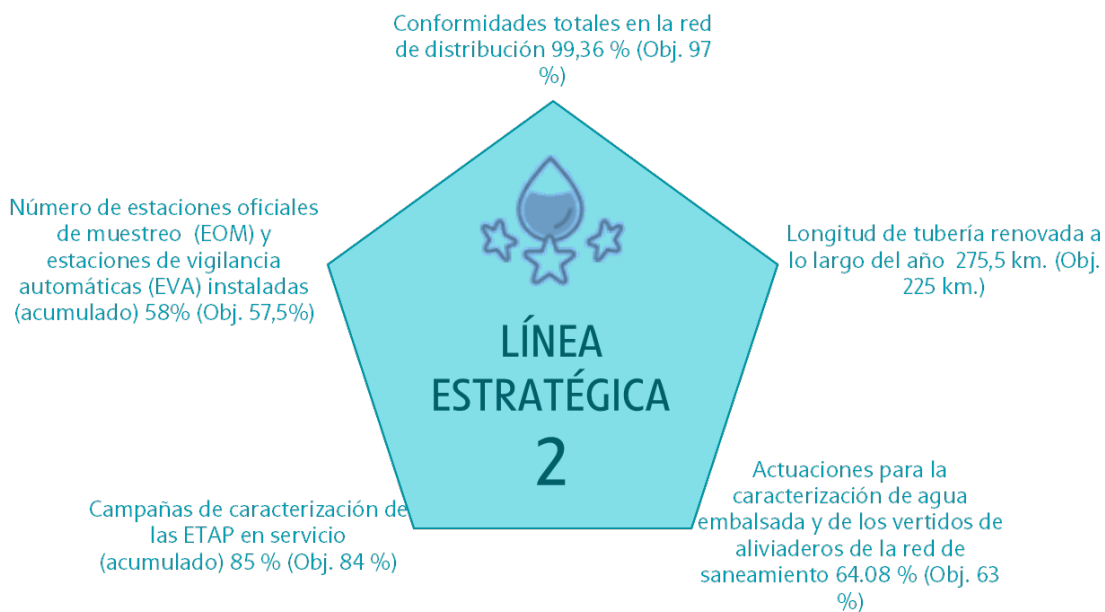 Conformidades totales en la red
de distribución 99,36 % (Obj. 97
%)
Número de estaciones oficiales
de muestreo (EOM) y
estaciones de vigilancia
automáticas (EVA) instaladas
(acumulado) 58% (Obj. 57,5%)
Longitud de tubería renovada a
lo largo del año 275,5 km. (Obj.
225 km.)
LÍNEA
ESTRATÉGICA
2
Campañas de caracterización de
las ETAP en servicio
(acumulado) 85 % (Obj. 84 %)
Actuaciones para la
caracterización de agua
embalsada y de los vertidos de
aliviaderos de la red de
saneamiento 64.08 % (Obj. 63
%)